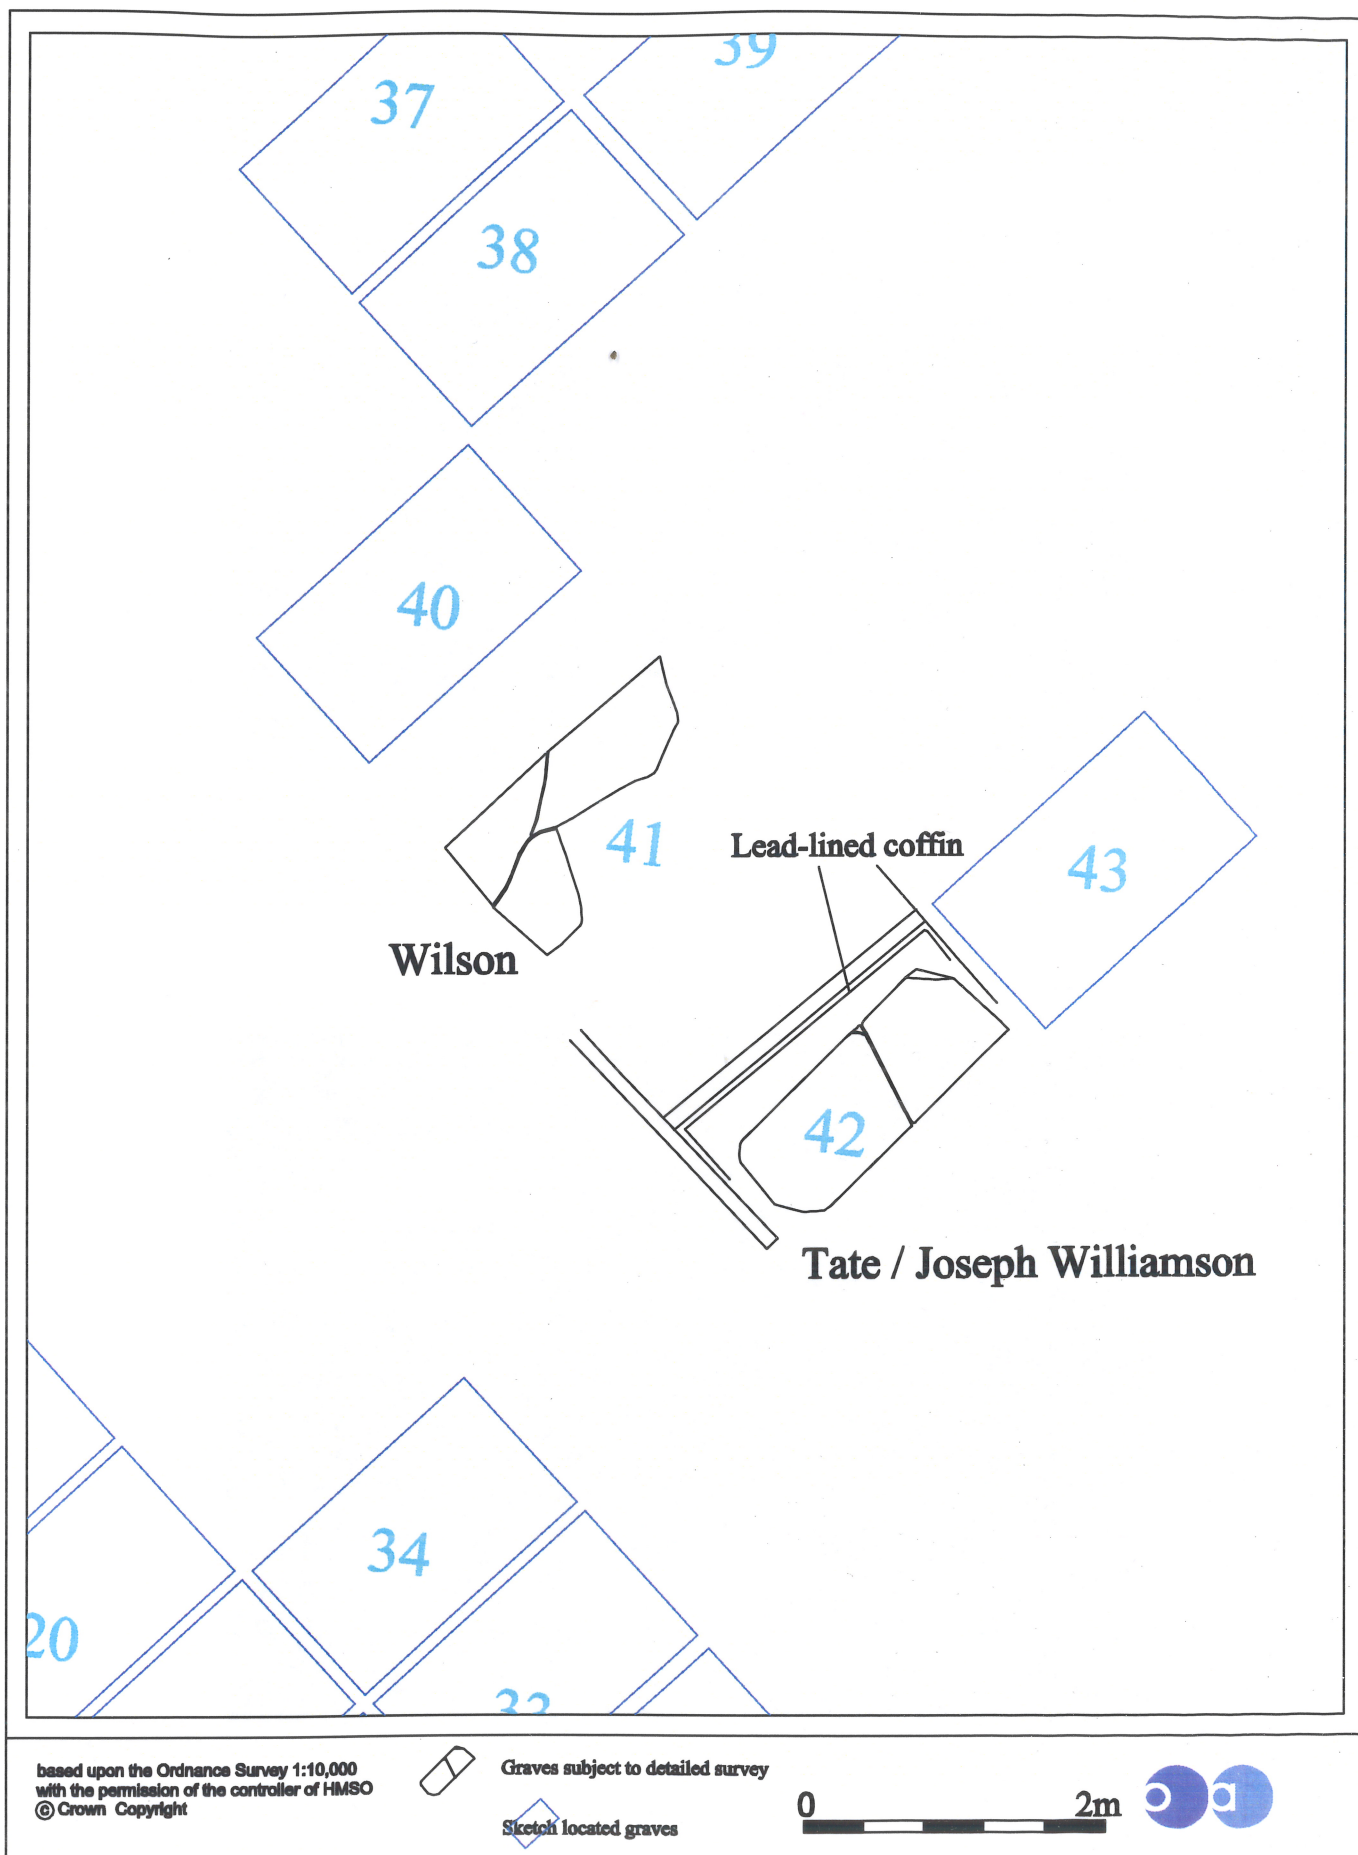 39
37
38
40
41
Lead-lined coffin
43
Wilson
42
Tate / Joseph Williamson
34
20
33
based upon the Ordnance Survey 1:10,000
with the permission of the controller of HMSO
© Crown Copyright
Graves subject to detailed survey
Sketch located graves
0 2m
oa